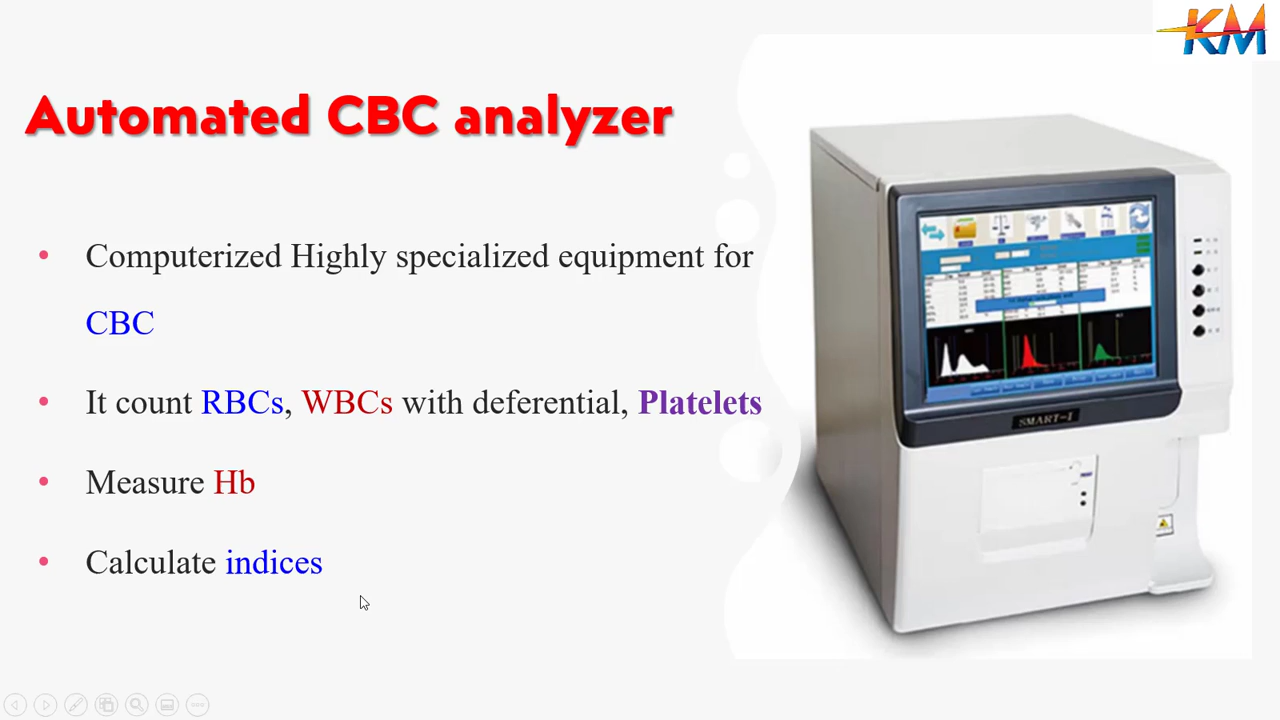 KM
Automated CBC analyzer
• Computerized Highly specialized equipment for
CBC
• It count RBCs, WBCs with deferential, Platelets
• Measure Hb
• Calculate indices
SMART-I